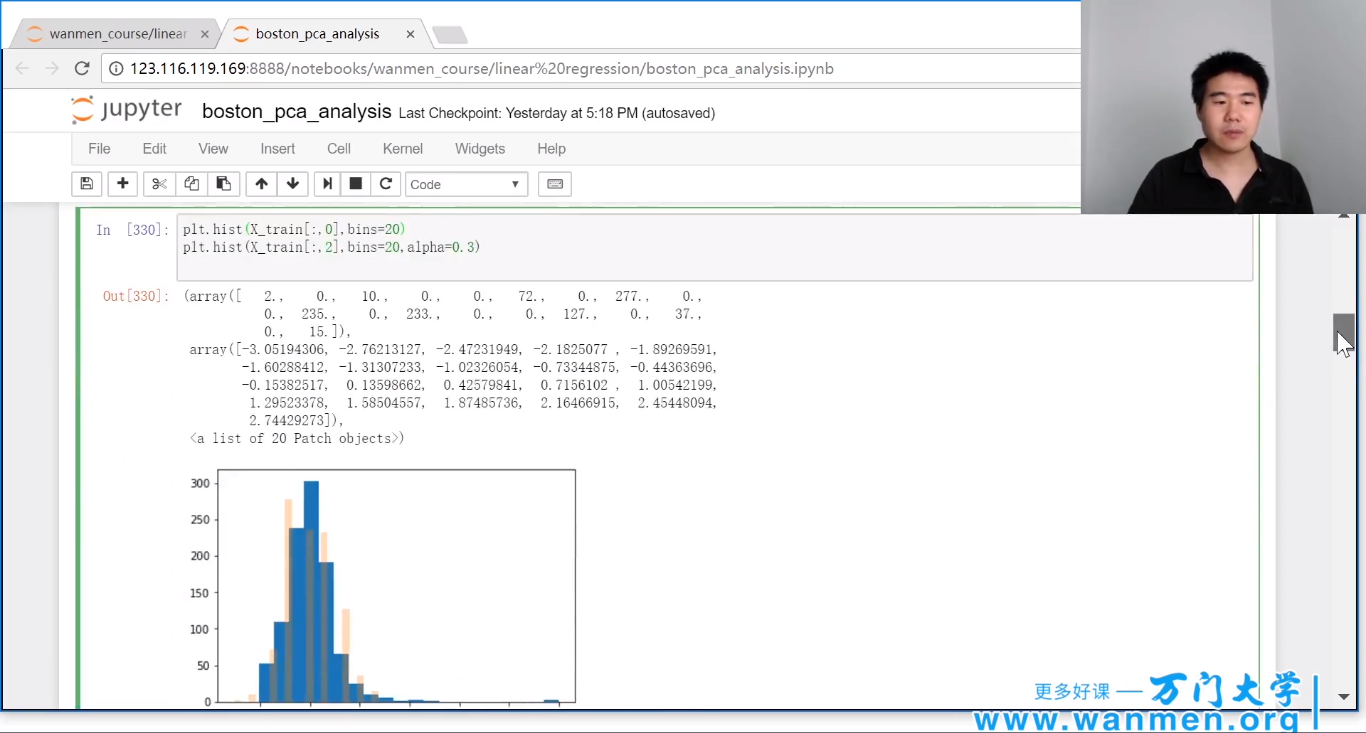 wanmen_course/linear
boston_pca_analysis
123.116.119.169:8888/notebooks/wanmen_course/linear%20regression/boston_pca_analysis.ipynb
jupyter boston_pca_analysis Last Checkpoint: Yesterday at 5:18 PM (autosaved)
File Edit View Insert Cell Kernel Widgets Help
Code
In [330]: plt.hist(X_train[:,0],bins=20)
plt.hist(X_train[:,2],bins=20,alpha=0.3)
Out[330]: (array([ 2., 0., 10., 0., 0., 72., 0., 277., 0.,
0., 235., 0., 233., 0., 0., 127., 0., 37.,
0., 15.]),
array([-3.05194306, -2.76213127, -2.47231949, -2.1825077 , -1.89269591,
-1.60288412, -1.31307233, -1.02326054, -0.73344875, -0.44363696,
-0.15382517, 0.13598662, 0.42579841, 0.7156102 , 1.00542199,
1.29523378, 1.58504557, 1.87485736, 2.16466915, 2.45448094,
2.74429273]),
<a list of 20 Patch objects>)
300
250
200
150
100
50
0
更多好课 — 万门大学
www.wanmen.org